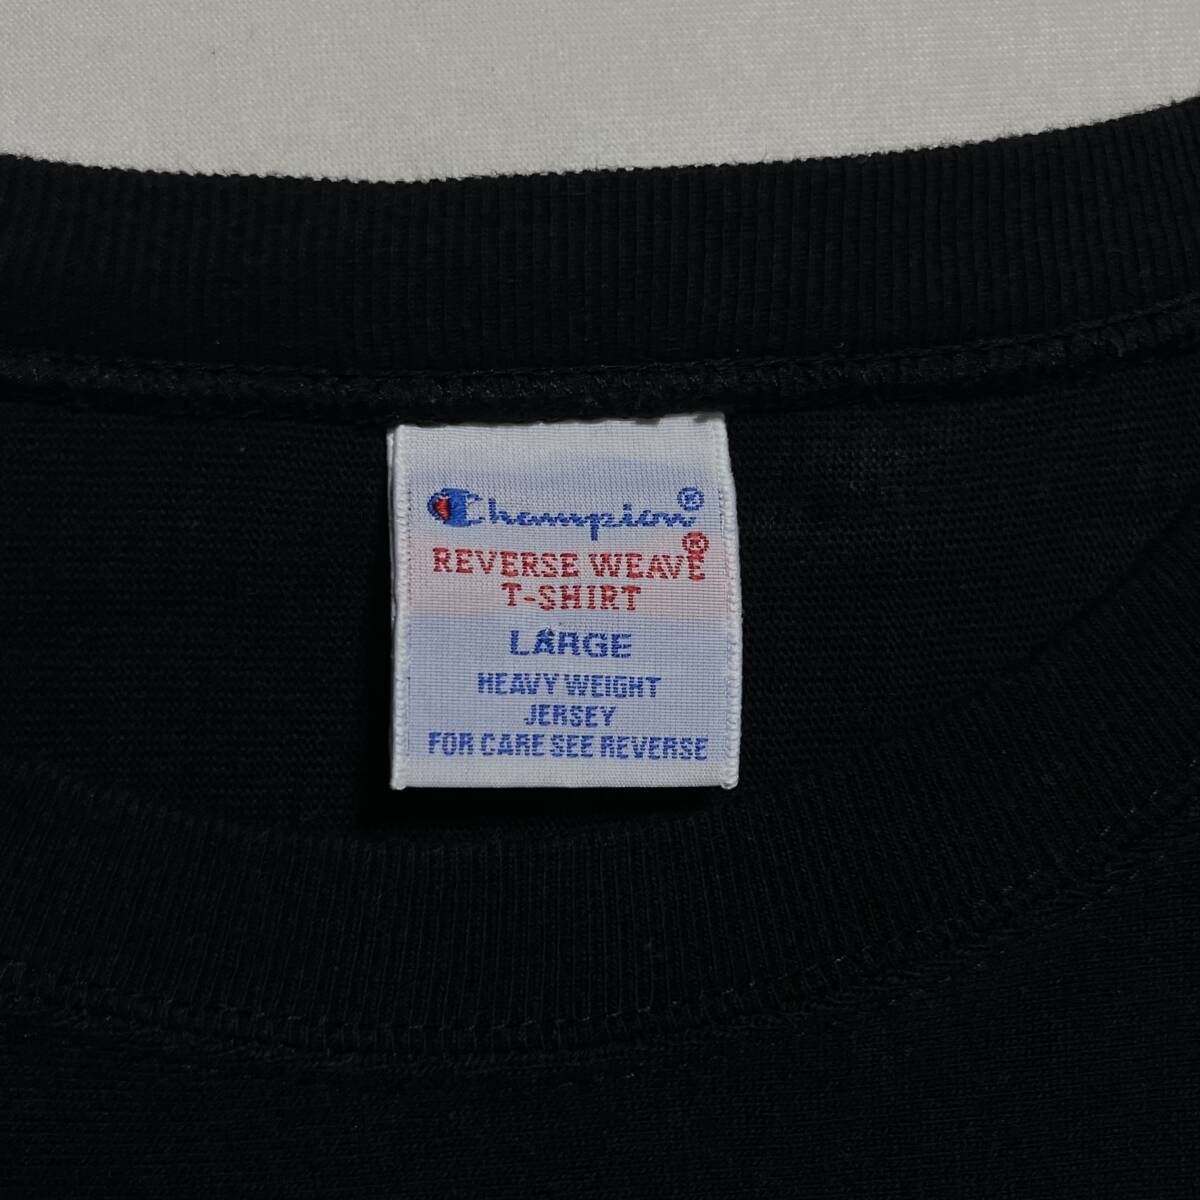 Champion®
REVERSE WEAVE®
T-SHIRT
LARGE
HEAVY WEIGHT
JERSEY
FOR CARE SEE REVERSE